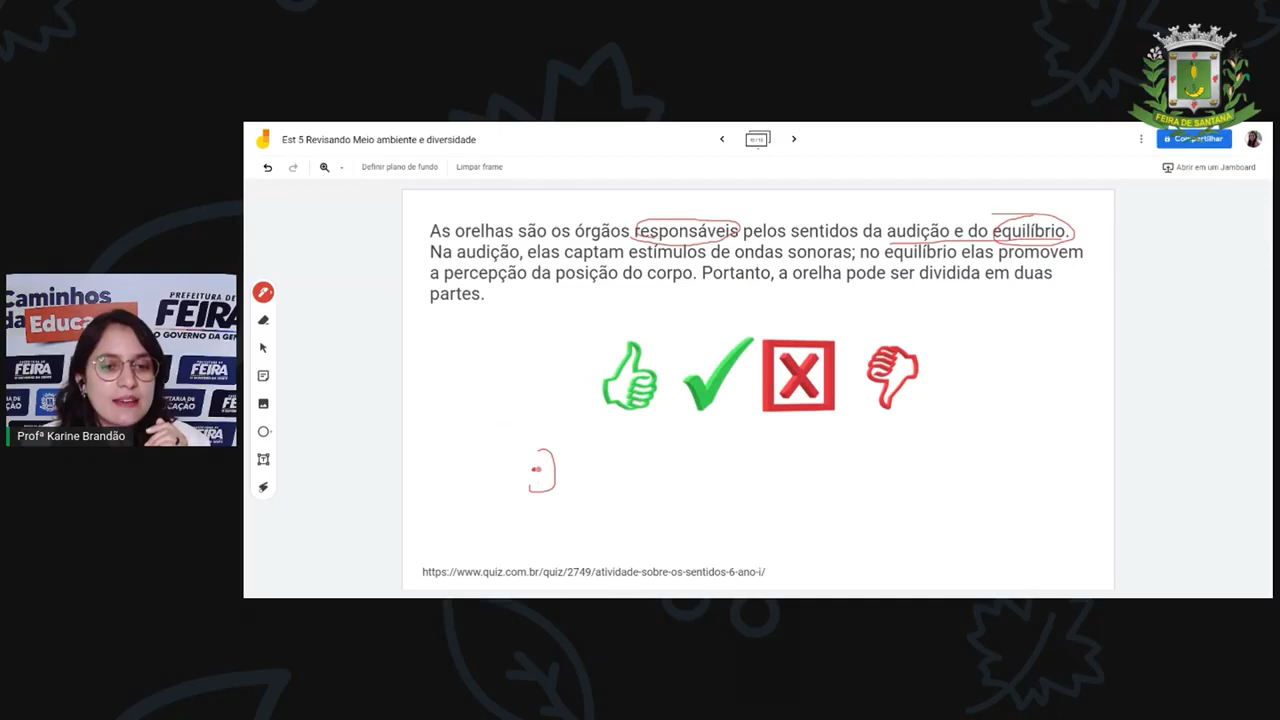 FEIRA DE SANTANA
Est 5 Revisando Meio ambiente e diversidade
Compartilhar
Definir plano de fundo
Limpar frame
Abrir em um Jamboard
As orelhas são os órgãos responsáveis pelos sentidos da audição e do equilíbrio.
Na audição, elas captam estímulos de ondas sonoras; no equilíbrio elas promovem
a percepção da posição do corpo. Portanto, a orelha pode ser dividida em duas
partes.
Caminhos
da Educa
PREFEITURA DE
FEIRA
O GOVERNO DA GEN
FEIRA
FEIRA
Profª Karine Brandão
https://www.quiz.com.br/quiz/2749/atividade-sobre-os-sentidos-6-ano-i/